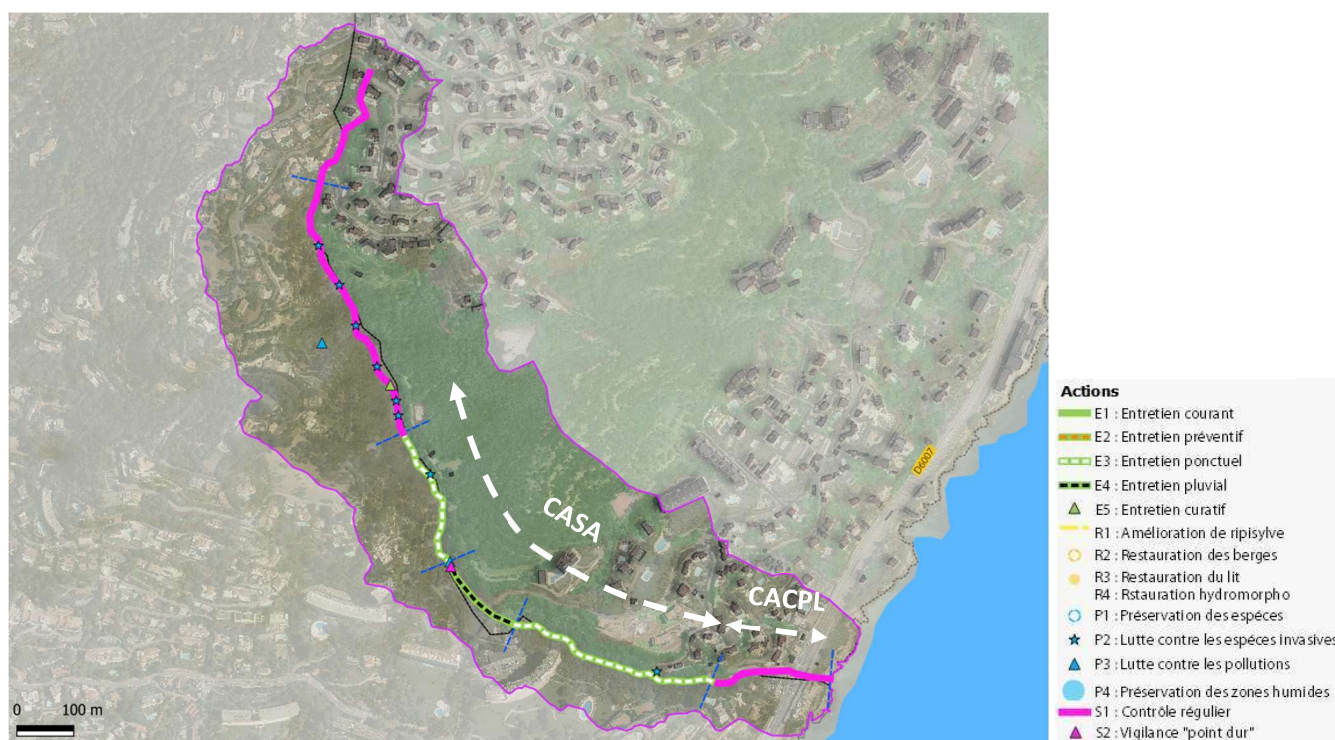 CASA
CACPL
D6007
0 100 m
Actions
E1 : Entretien courant
E2 : Entretien préventif
E3 : Entretien ponctuel
E4 : Entretien pluvial
E5 : Entretien curatif
R1 : Amélioration de ripisylve
R2 : Restauration des berges
R3 : Restauration du lit
R4 : Rstauration hydromorpho
P1 : Préservation des espéces
P2 : Lutte contre les espéces invasives
P3 : Lutte contre les pollutions
P4 : Préservation des zones humides
S1 : Contrôle régulier
S2 : Vigilance "point dur"